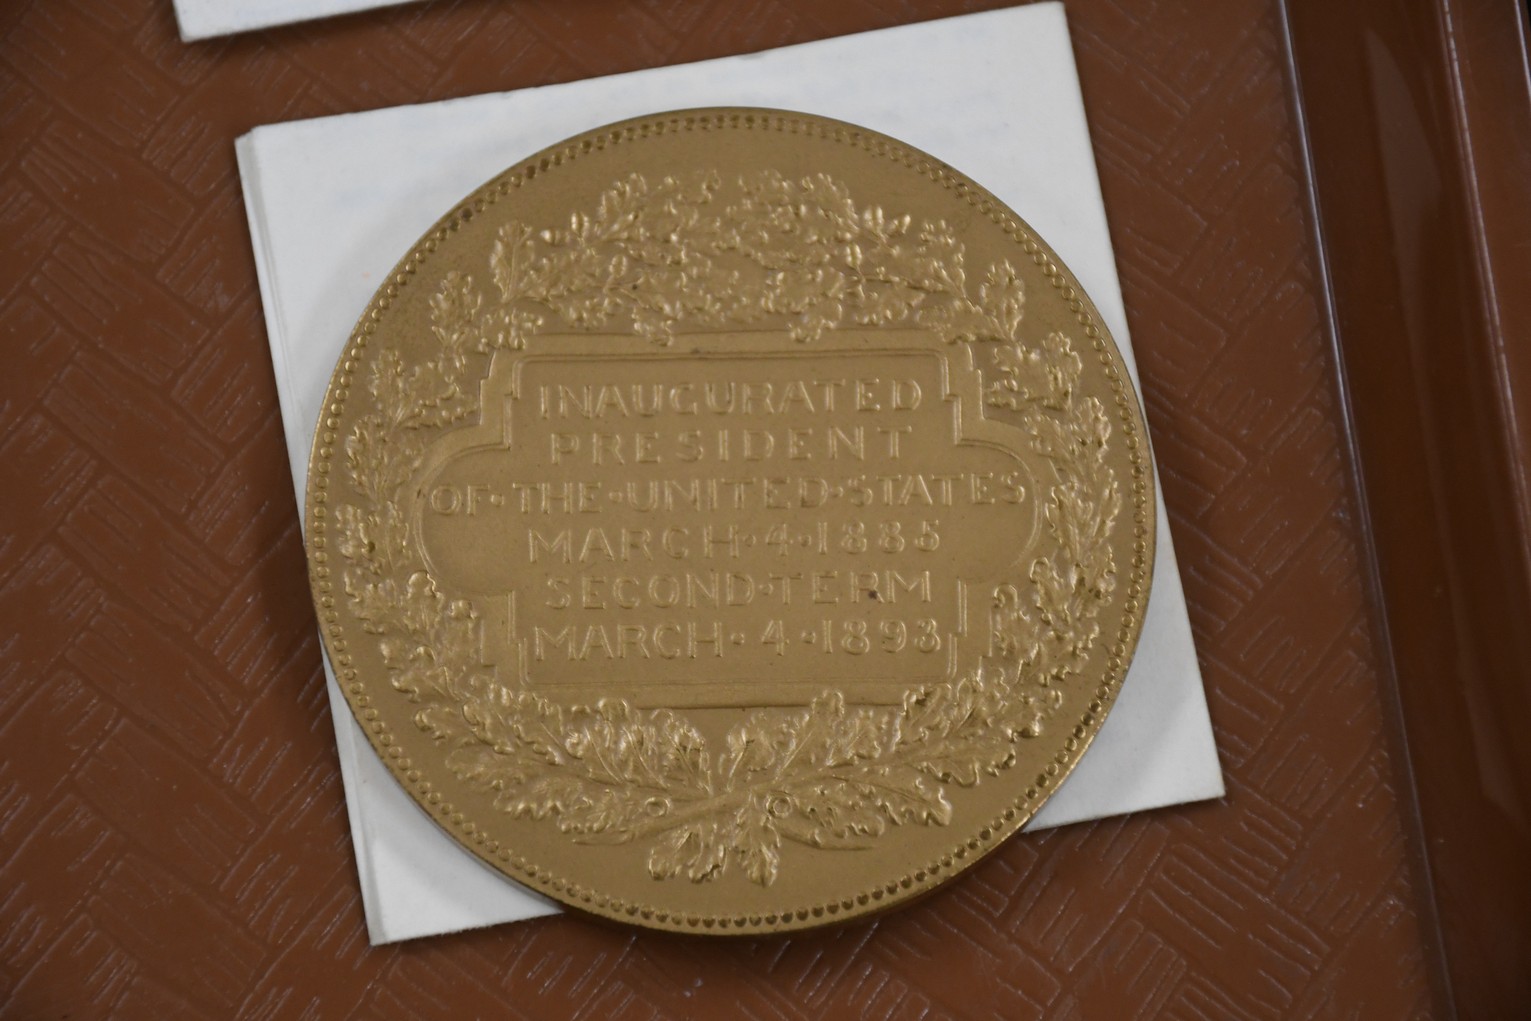 INAUGURATED
PRESIDENT
OF·THE·UNITED·STATES
MARCH·4·1885
SECOND·TERM
MARCH·4·1893